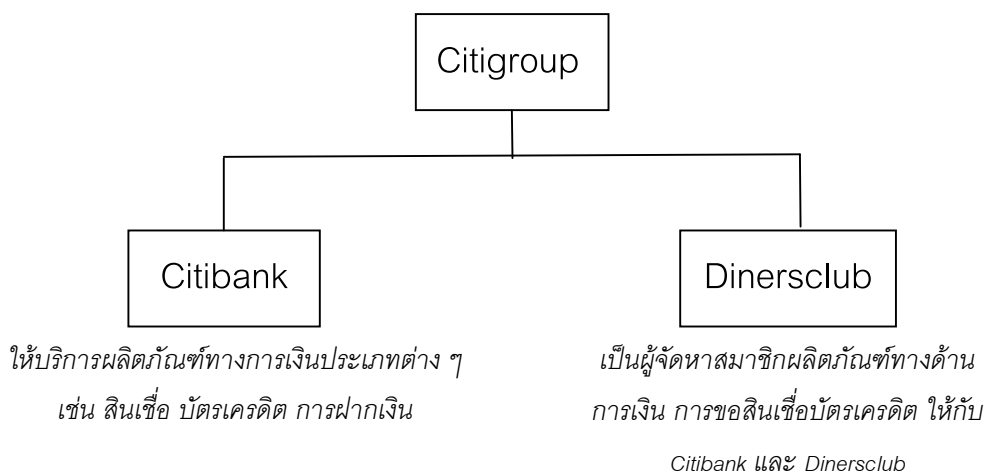 Citigroup
Citibank
Dinersclub
ให้บริการผลิตภัณฑ์ทางการเงินประเภทต่าง ๆ
เช่น สินเชื่อ บัตรเครดิต การฝากเงิน
เป็นผู้จัดหาสมาชิกผลิตภัณฑ์ทางด้าน
การเงิน การขอสินเชื่อบัตรเครดิต ให้กับ
Citibank และ Dinersclub